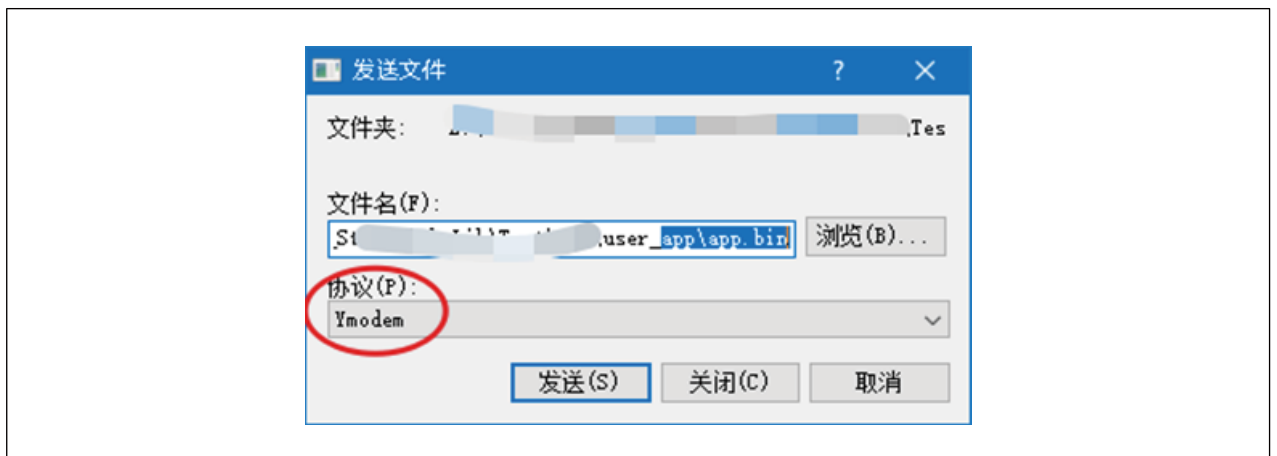 发送文件
文件夹:
Tes
文件名(F):
user_app\app.bin
浏览(B)...
协议(P):
Ymodem
发送(S)
关闭(C)
取消